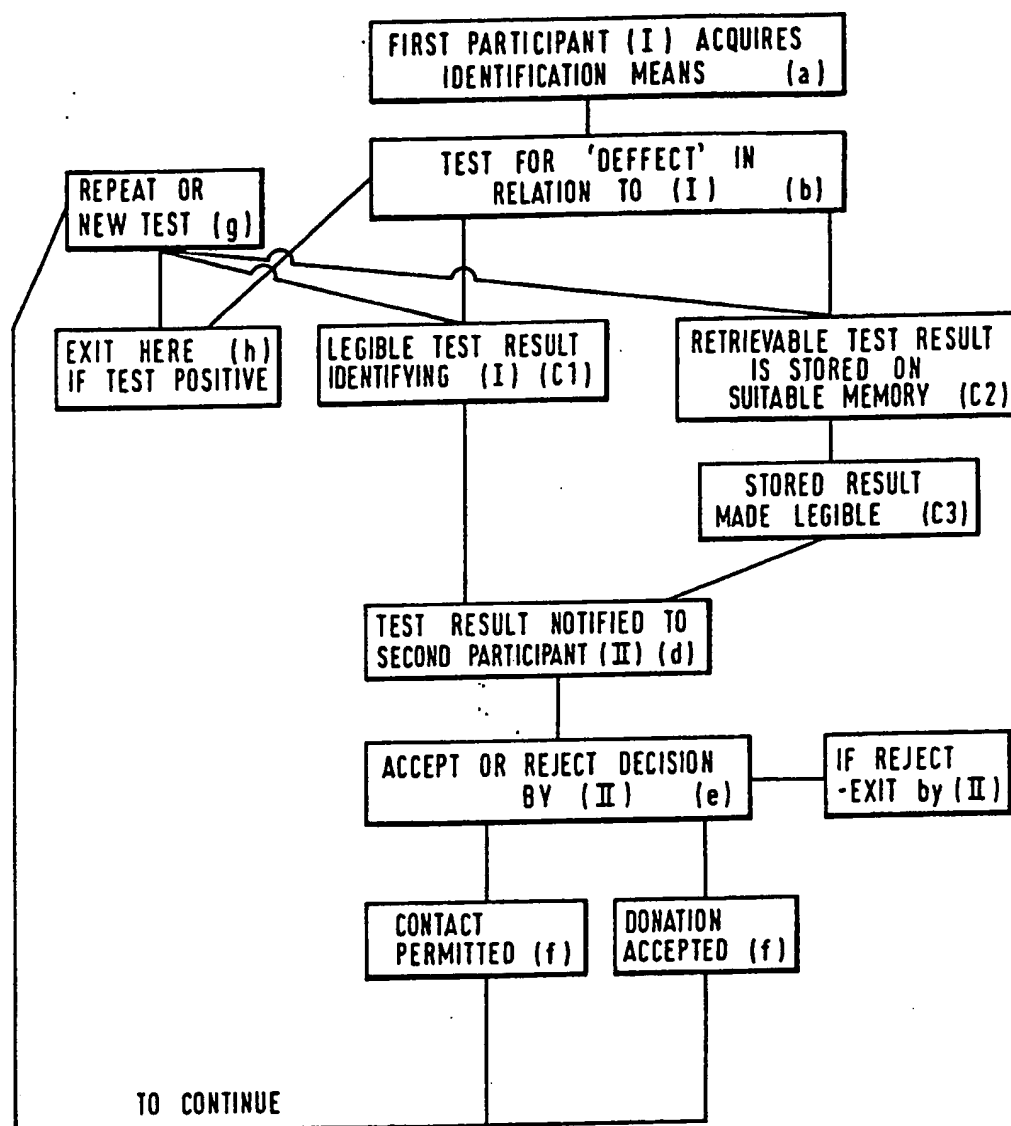 FIRST PARTICIPANT (I) ACQUIRES
IDENTIFICATION MEANS (a)
TEST FOR 'DEFFECT' IN
RELATION TO (I) (b)
REPEAT OR
NEW TEST (g)
EXIT HERE (h)
IF TEST POSITIVE
LEGIBLE TEST RESULT
IDENTIFYING (I) (C1)
RETRIEVABLE TEST RESULT
IS STORED ON
SUITABLE MEMORY (C2)
STORED RESULT
MADE LEGIBLE (C3)
TEST RESULT NOTIFIED TO
SECOND PARTICIPANT (II) (d)
ACCEPT OR REJECT DECISION
BY (II) (e)
IF REJECT
-EXIT by (II)
CONTACT
PERMITTED (f)
DONATION
ACCEPTED (f)
TO CONTINUE